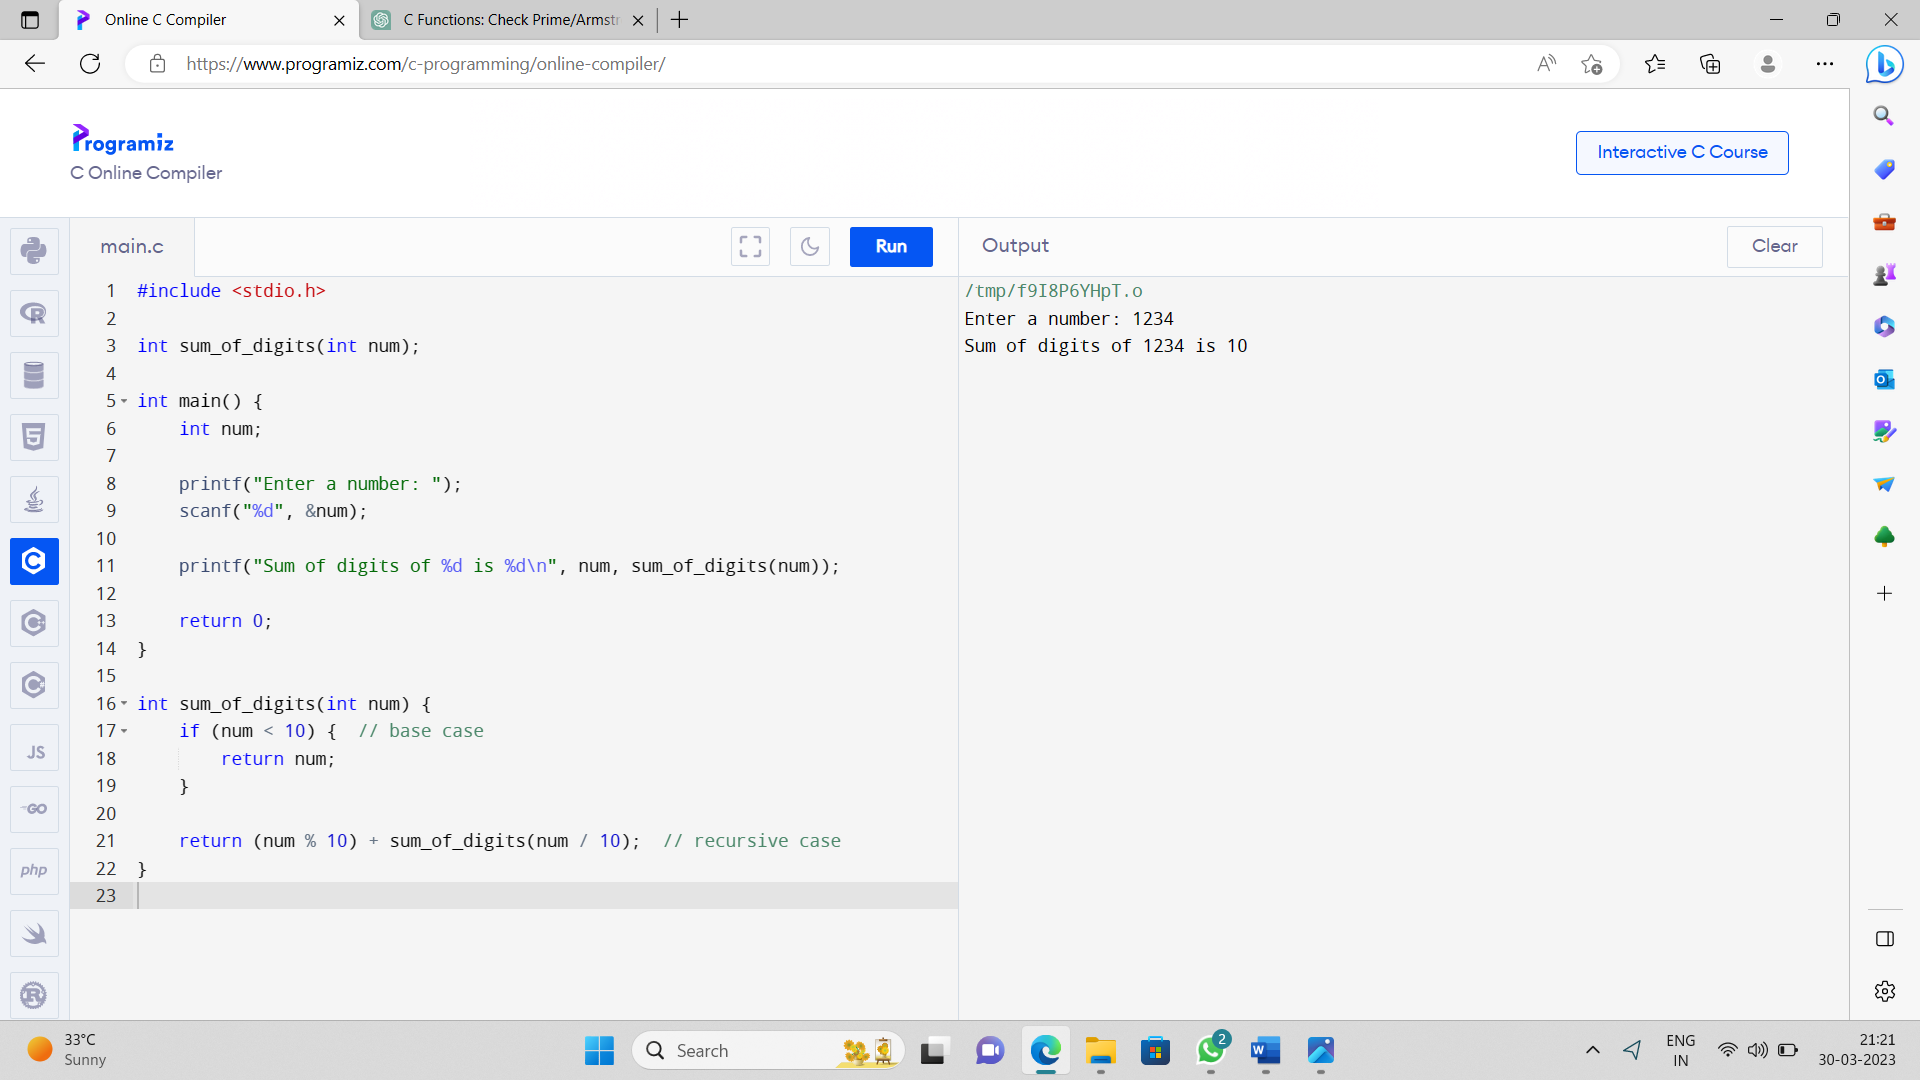 Online C Compiler
C Functions: Check Prime/Armstr
https://www.programiz.com/c-programming/online-compiler/
Programiz
C Online Compiler
Interactive C Course
main.c
Run
Output
Clear
1 #include <stdio.h>
2
3 int sum_of_digits(int num);
4
5 int main() {
6     int num;
7
8     printf("Enter a number: ");
9     scanf("%d", &num);
10
11     printf("Sum of digits of %d is %d\n", num, sum_of_digits(num));
12
13     return 0;
14 }
15
16 int sum_of_digits(int num) {
17     if (num < 10) {  // base case
18         return num;
19     }
20
21     return (num % 10) + sum_of_digits(num / 10);  // recursive case
22 }
23
/tmp/f9I8P6YHpT.o
Enter a number: 1234
Sum of digits of 1234 is 10
JS
GO
php
33°C
Sunny
Search
2
ENG
IN
21:21
30-03-2023